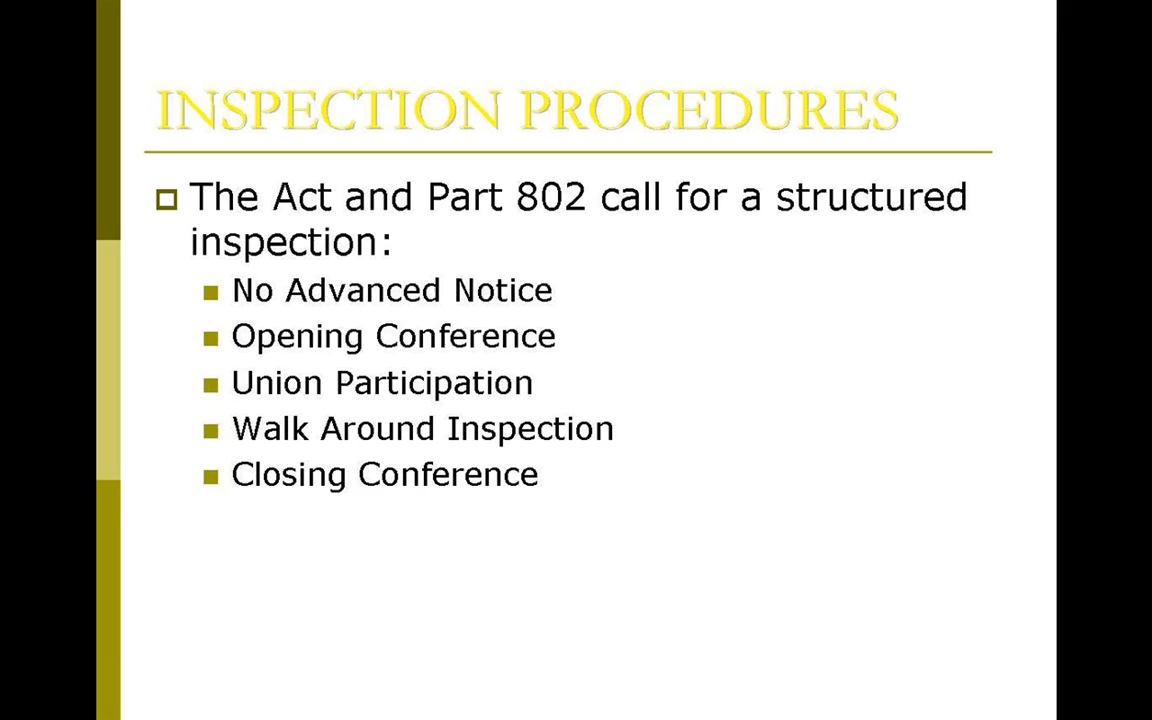 INSPECTION PROCEDURES
The Act and Part 802 call for a structured
inspection:
No Advanced Notice
Opening Conference
Union Participation
Walk Around Inspection
Closing Conference